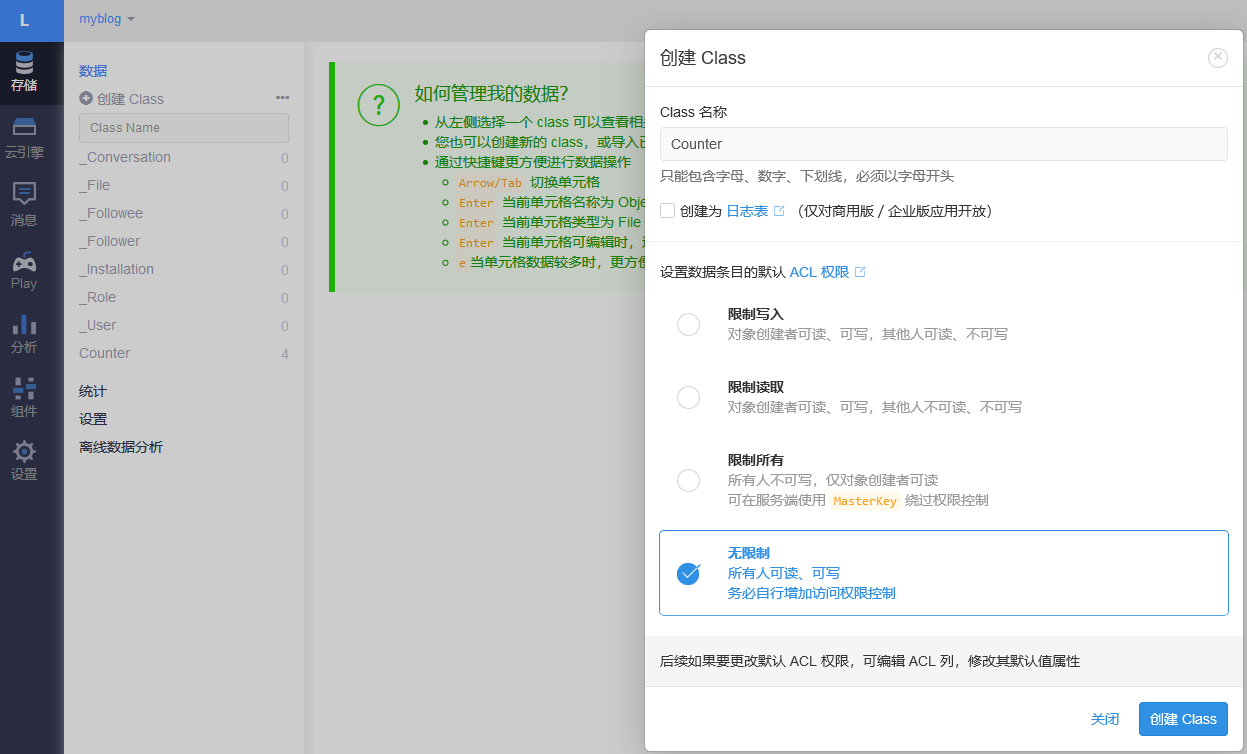 L
myblog
存储
云引擎
消息
Play
分析
组件
设置
数据
创建 Class
Class Name
_Conversation 0
_File 0
_Followee 0
_Follower 0
_Installation 0
_Role 0
_User 0
Counter 4
统计
设置
离线数据分析
?
如何管理我的数据?
从左侧选择一个 class 可以查看相
您也可以创建新的 class，或导入已
通过快捷键更方便进行数据操作
Arrow/Tab 切换单元格
Enter 当前单元格名称为 Obje
Enter 当前单元格类型为 File
Enter 当前单元格可编辑时，
e 当单元格数据较多时，更方便
创建 Class
Class 名称
Counter
只能包含字母、数字、下划线，必须以字母开头
创建为 日志表 （仅对商用版 / 企业版应用开放）
设置数据条目的默认 ACL 权限
限制写入
对象创建者可读、可写，其他人可读、不可写
限制读取
对象创建者可读、可写，其他人不可读、不可写
限制所有
所有人不可写，仅对象创建者可读
可在服务端使用 MasterKey 绕过权限控制
无限制
所有人可读、可写
务必自行增加访问权限控制
后续如果要更改默认 ACL 权限，可编辑 ACL 列，修改其默认值属性
关闭
创建 Class